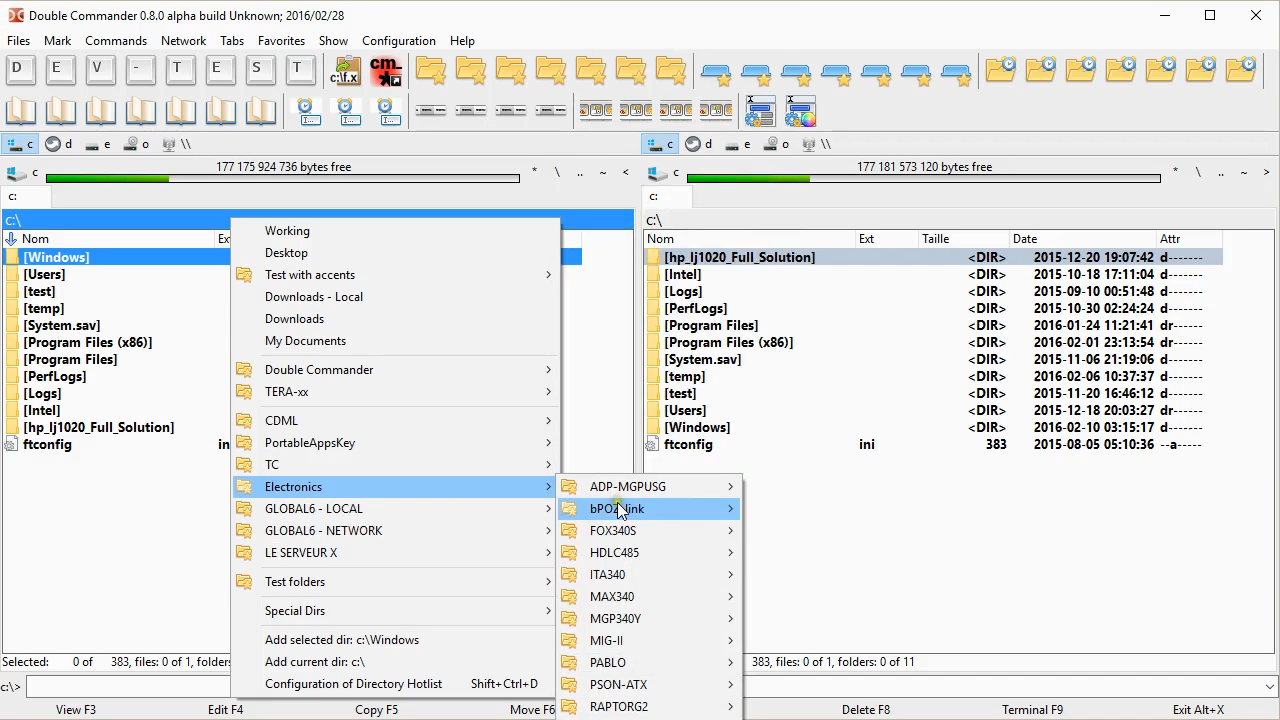 Double Commander 0.8.0 alpha build Unknown; 2016/02/28
Files Mark Commands Network Tabs Favorites Show Configuration Help
D E V - T E S T c:\f.x cm_
c d e o \\ c d e o \\
c 177 175 924 736 bytes free * \ .. ~ < c 177 181 573 120 bytes free * \ .. ~ >
c: c:
c:\ c:\
Nom Ex Nom Ext Taille Date Attr
[Windows] [hp_lj1020_Full_Solution] <DIR> 2015-12-20 19:07:42 d-------
[Users] [Intel] <DIR> 2015-10-18 17:11:04 d-------
[test] [Logs] <DIR> 2015-09-10 00:51:48 d-------
[temp] [PerfLogs] <DIR> 2015-10-30 02:24:24 d-------
[System.sav] [Program Files] <DIR> 2016-01-24 11:21:41 dr------
[Program Files (x86)] [Program Files (x86)] <DIR> 2016-02-01 23:13:54 dr------
[Program Files] [System.sav] <DIR> 2015-11-06 21:19:06 d-------
[PerfLogs] [temp] <DIR> 2016-02-06 10:37:37 d-------
[Logs] [test] <DIR> 2015-11-20 16:46:12 d-------
[Intel] [Users] <DIR> 2015-12-18 20:03:27 dr------
[hp_lj1020_Full_Solution] [Windows] <DIR> 2016-02-10 03:15:17 d-------
ftconfig in ftconfig ini 383 2015-08-05 05:10:36 --a-----
Working
Desktop
Test with accents
Downloads - Local
Downloads
My Documents
Double Commander
TERA-xx
CDML
PortableAppsKey
TC
Electronics
GLOBAL6 - LOCAL
GLOBAL6 - NETWORK
LE SERVEUR X
Test folders
Special Dirs
Add selected dir: c:\Windows
Add current dir: c:\
Configuration of Directory Hotlist Shift+Ctrl+D
ADP-MGPUSG
FOX340S
HDLC485
ITA340
MAX340
MGP340Y
MIG-II
PABLO
PSON-ATX
RAPTORG2
Selected: 0 of 383, files: 0 of 1, folders 383, files: 0 of 1, folders: 0 of 11
c:\>
View F3 Edit F4 Copy F5 Move F6 Delete F8 Terminal F9 Exit Alt+X